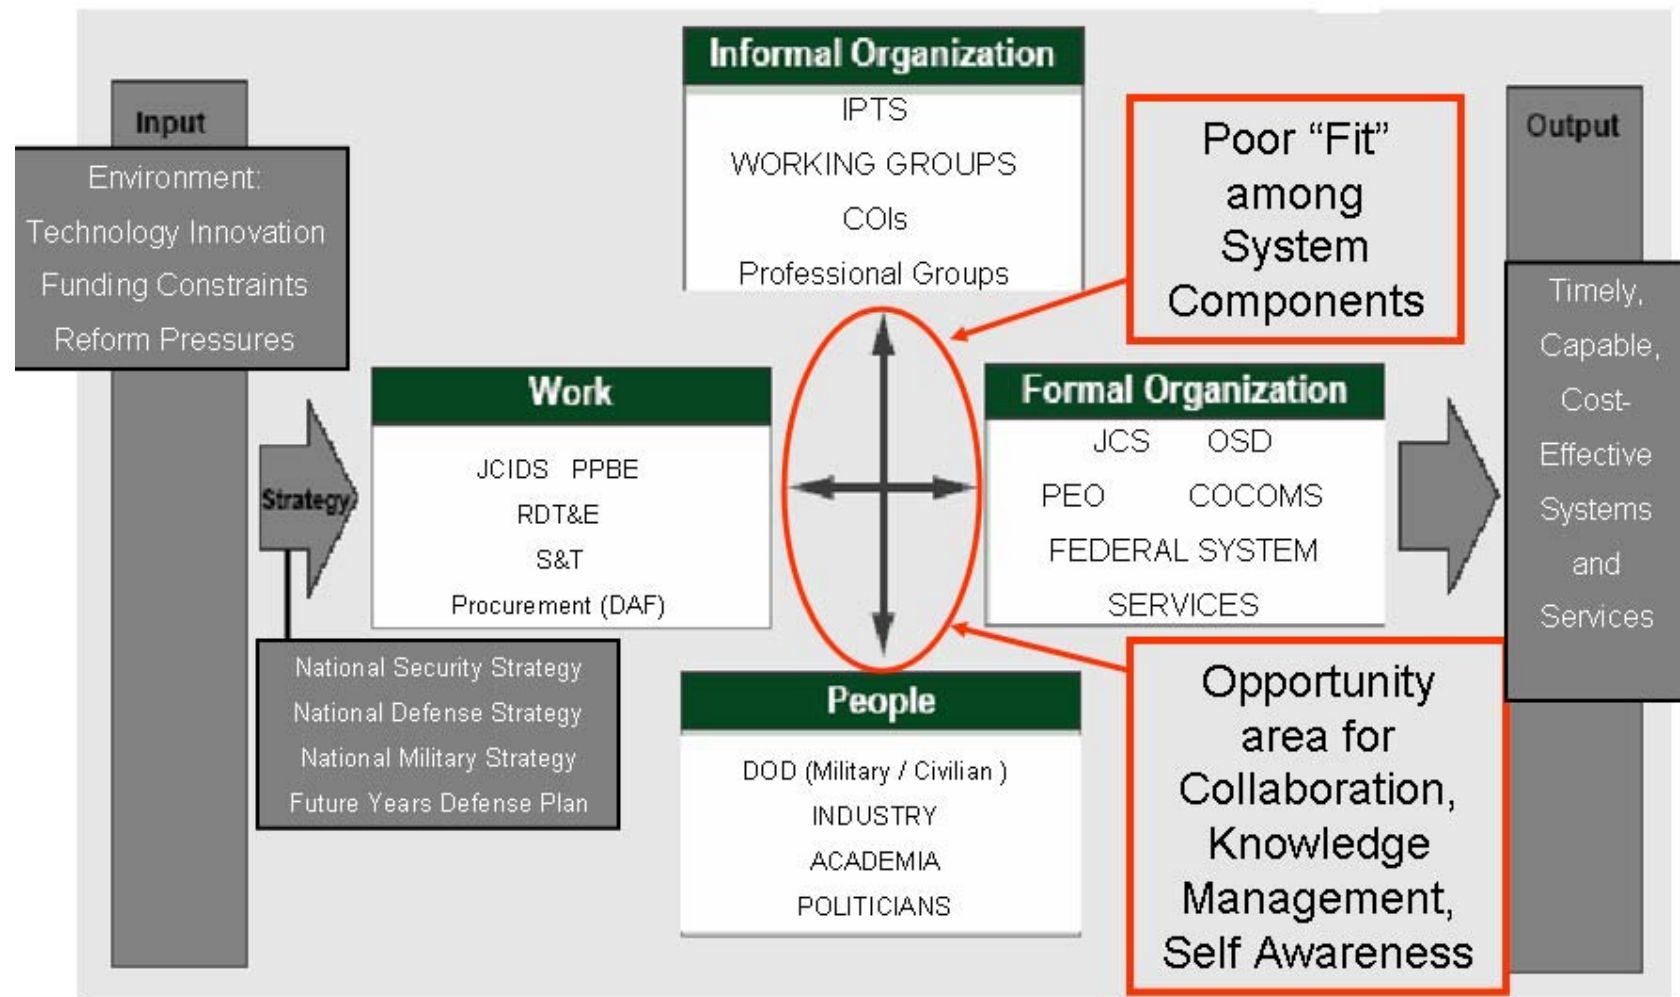 Informal Organization
IPTS
WORKING GROUPS
COIs
Professional Groups
Input
Environment:
Technology Innovation
Funding Constraints
Reform Pressures
Strategy
National Security Strategy
National Defense Strategy
National Military Strategy
Future Years Defense Plan
Work
JCIDS PPBE
RDT&E
S&T
Procurement (DAF)
People
DOD (Military / Civilian )
INDUSTRY
ACADEMIA
POLITICIANS
Formal Organization
JCS OSD
PEO COCOMS
FEDERAL SYSTEM
SERVICES
Poor “Fit”
among
System
Components
Opportunity
area for
Collaboration,
Knowledge
Management,
Self Awareness
Output
Timely,
Capable,
Cost-
Effective
Systems
and
Services